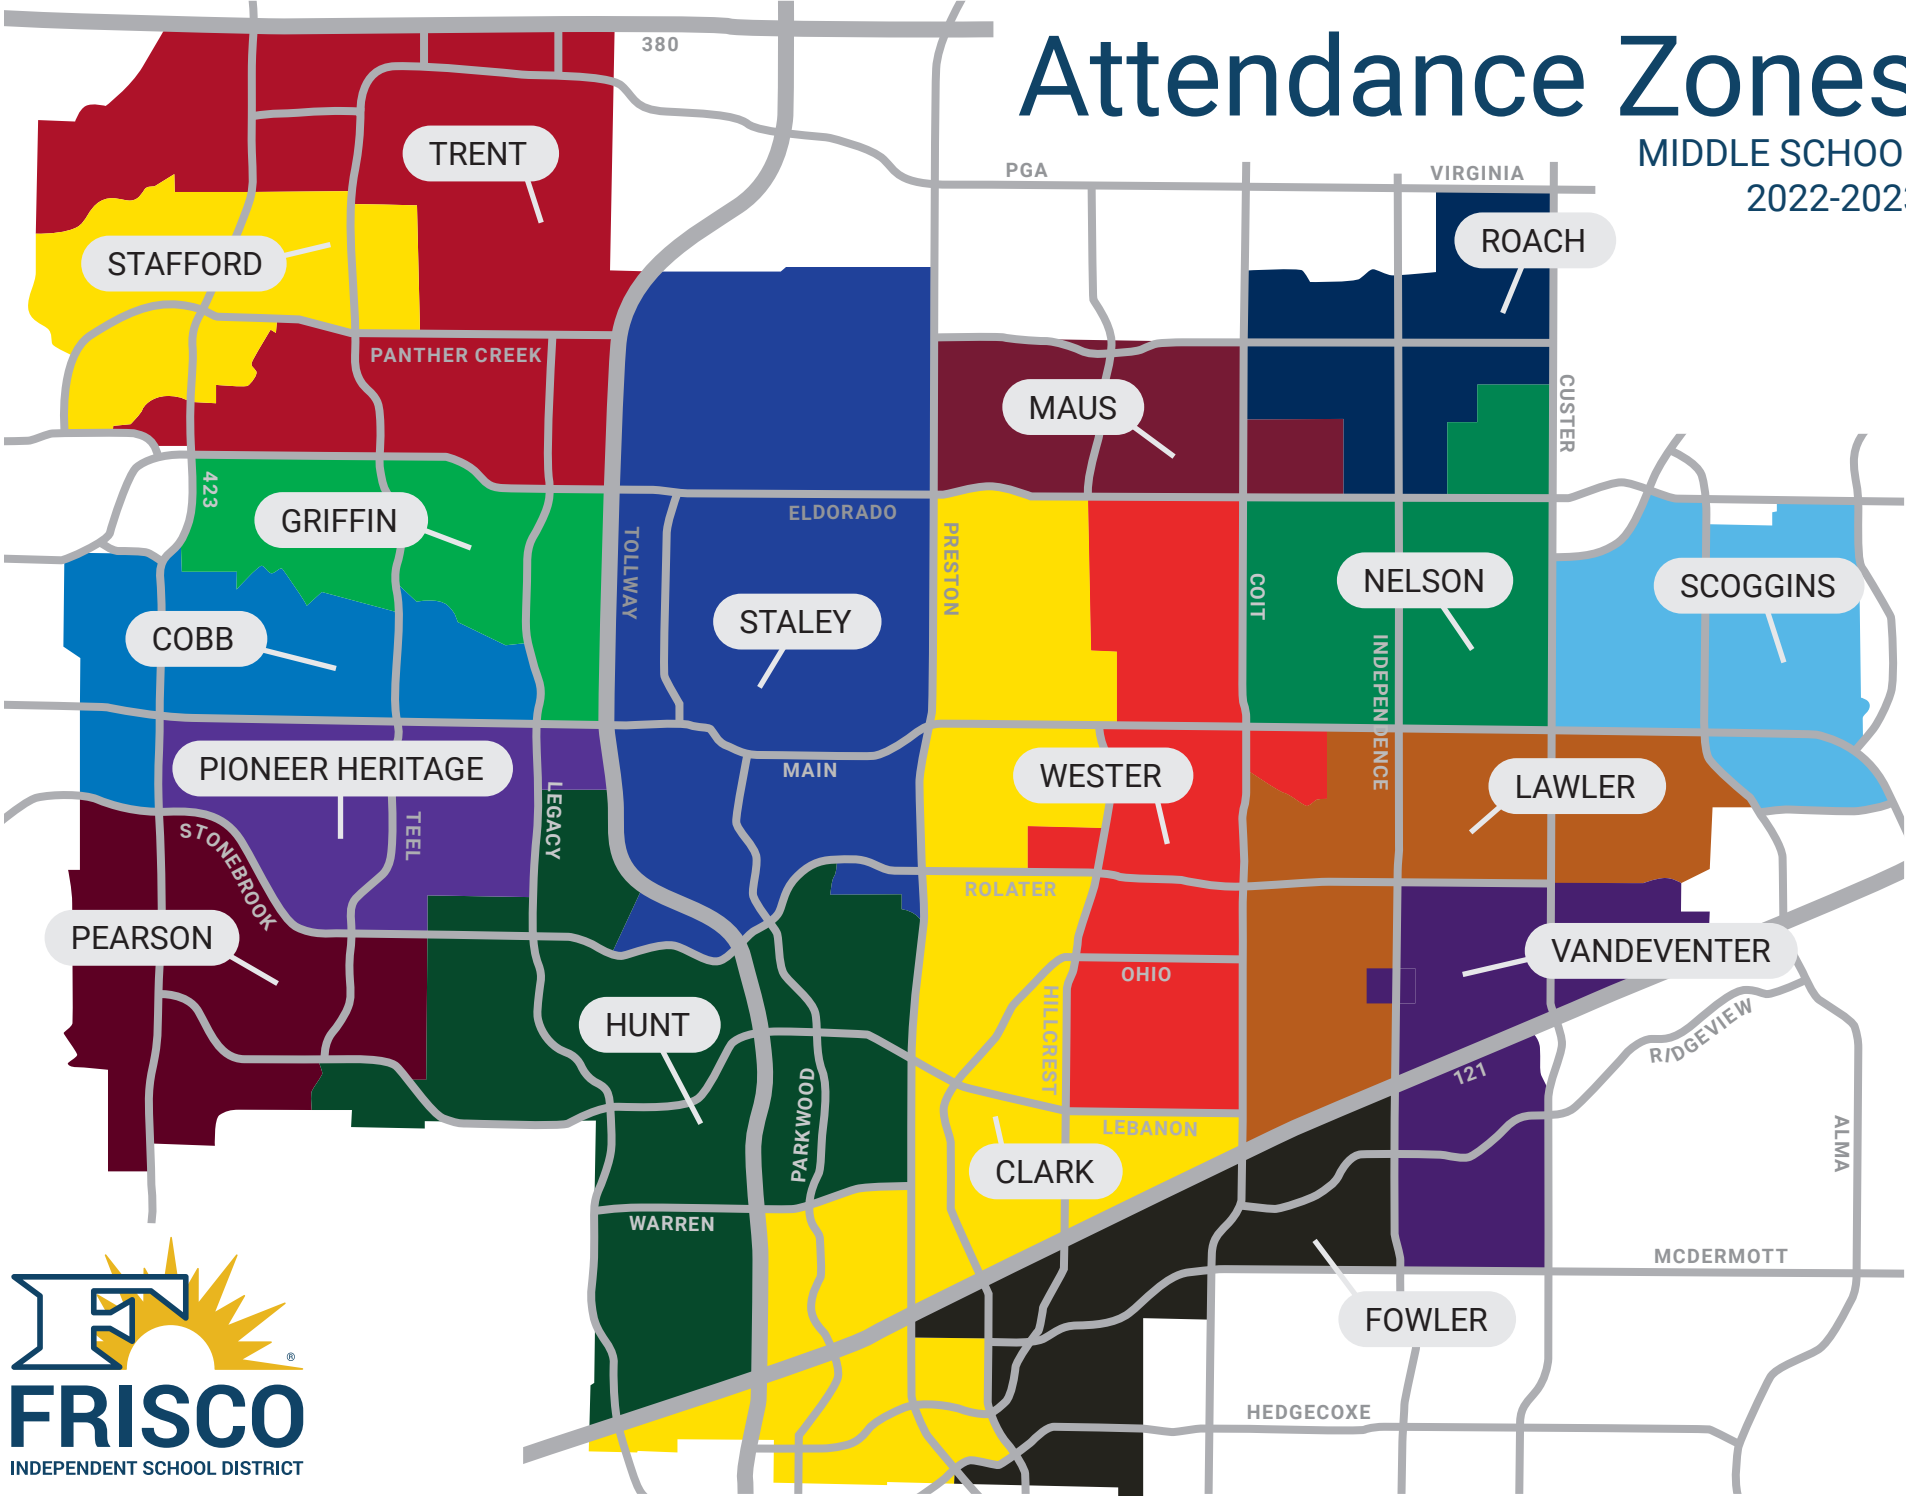 Attendance Zones
MIDDLE SCHOO
2022-202
380
TRENT
PGA
VIRGINIA
ROACH
STAFFORD
PANTHER CREEK
MAUS
CUSTER
423
GRIFFIN
ELDORADO
TOLLWAY
PRESTON
COIT
NELSON
SCOGGINS
COBB
STALEY
INDEPENDENCE
PIONEER HERITAGE
MAIN
WESTER
LAWLER
LEGACY
TEEL
STONEBROOK
ROLATER
PEARSON
VANDEVENTER
OHIO
HILLCREST
HUNT
RIDGEVIEW
121
PARKWOOD
LEBANON
ALMA
CLARK
WARREN
MCDERMOTT
FOWLER
HEDGECOXE
F
®
FRISCO
INDEPENDENT SCHOOL DISTRICT